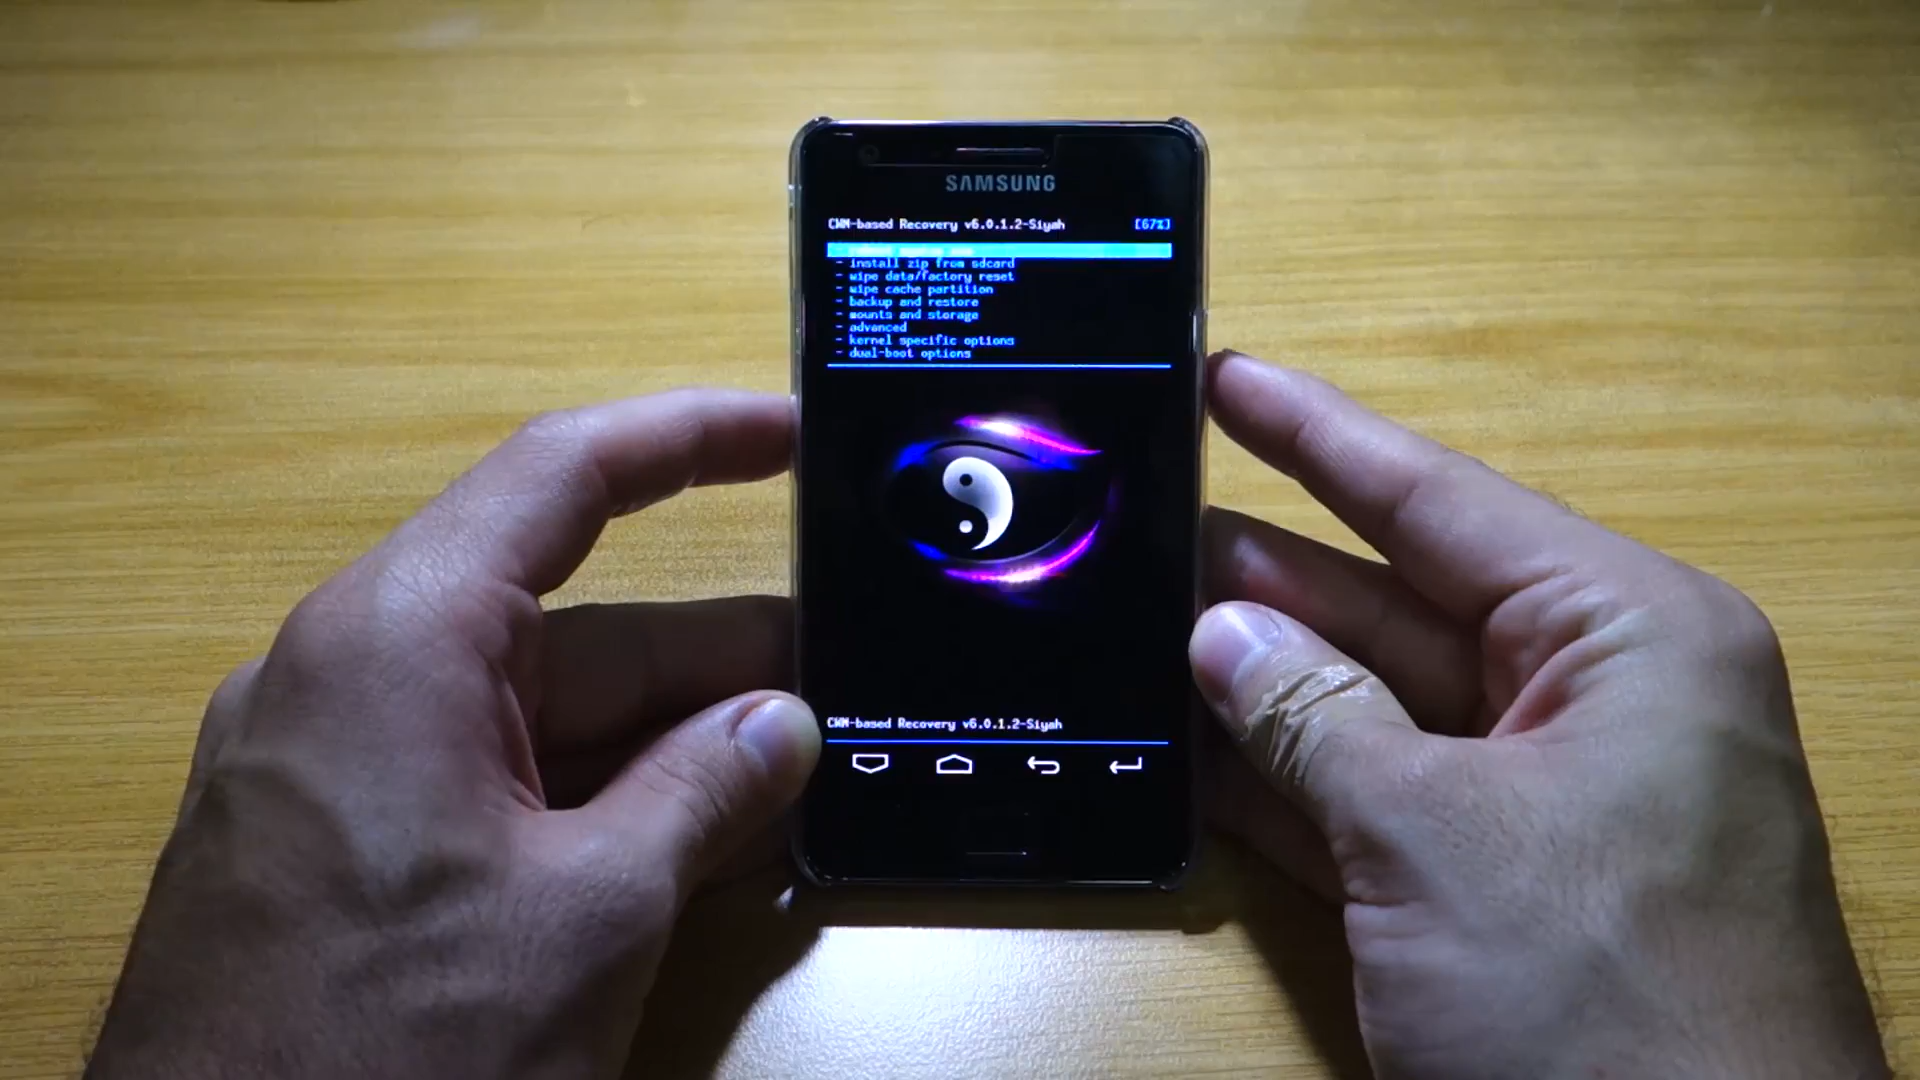 SAMSUNG
CWM-based Recovery v6.0.1.2-Siyah [67%]
- install zip from sdcard
- wipe data/factory reset
- wipe cache partition
- backup and restore
- mounts and storage
- advanced
- kernel specific options
- dual-boot options
CWM-based Recovery v6.0.1.2-Siyah